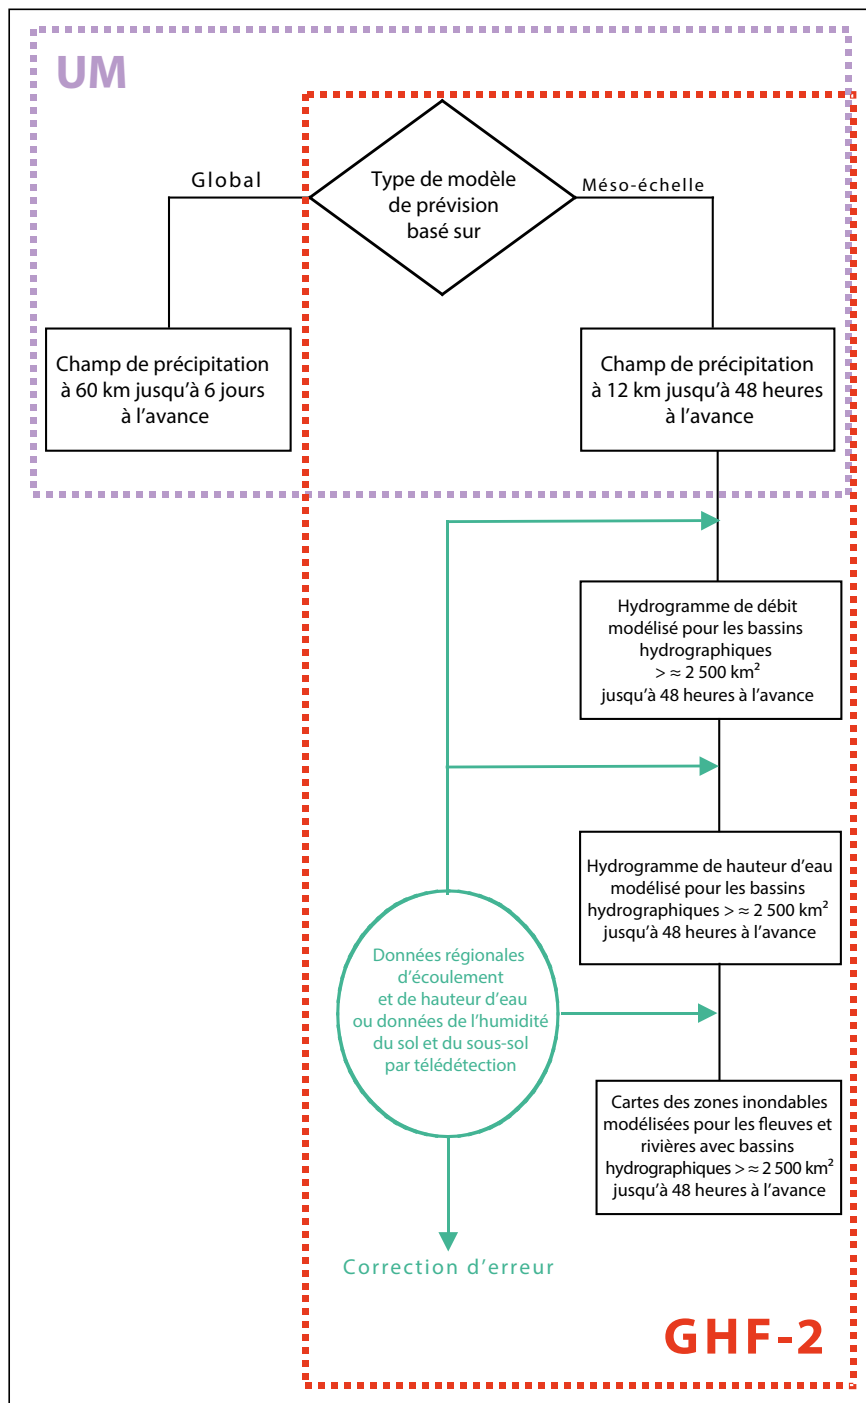 UM
Global
Type de modèle
de prévision
basé sur
Méso-échelle
Champ de précipitation
à 60 km jusqu’à 6 jours
à l’avance
Champ de précipitation
à 12 km jusqu’à 48 heures
à l’avance
Hydrogramme de débit
modélisé pour les bassins
hydrographiques
> ≈ 2 500 km²
jusqu’à 48 heures à l’avance
Hydrogramme de hauteur d’eau
modélisé pour les bassins
hydrographiques > ≈ 2 500 km²
jusqu’à 48 heures à l’avance
Données régionales
d’écoulement
et de hauteur d’eau
ou données de l’humidité
du sol et du sous-sol
par télédétection
Cartes des zones inondables
modélisées pour les fleuves et
rivières avec bassins
hydrographiques > ≈ 2 500 km²
jusqu’à 48 heures à l’avance
Correction d’erreur
GHF-2